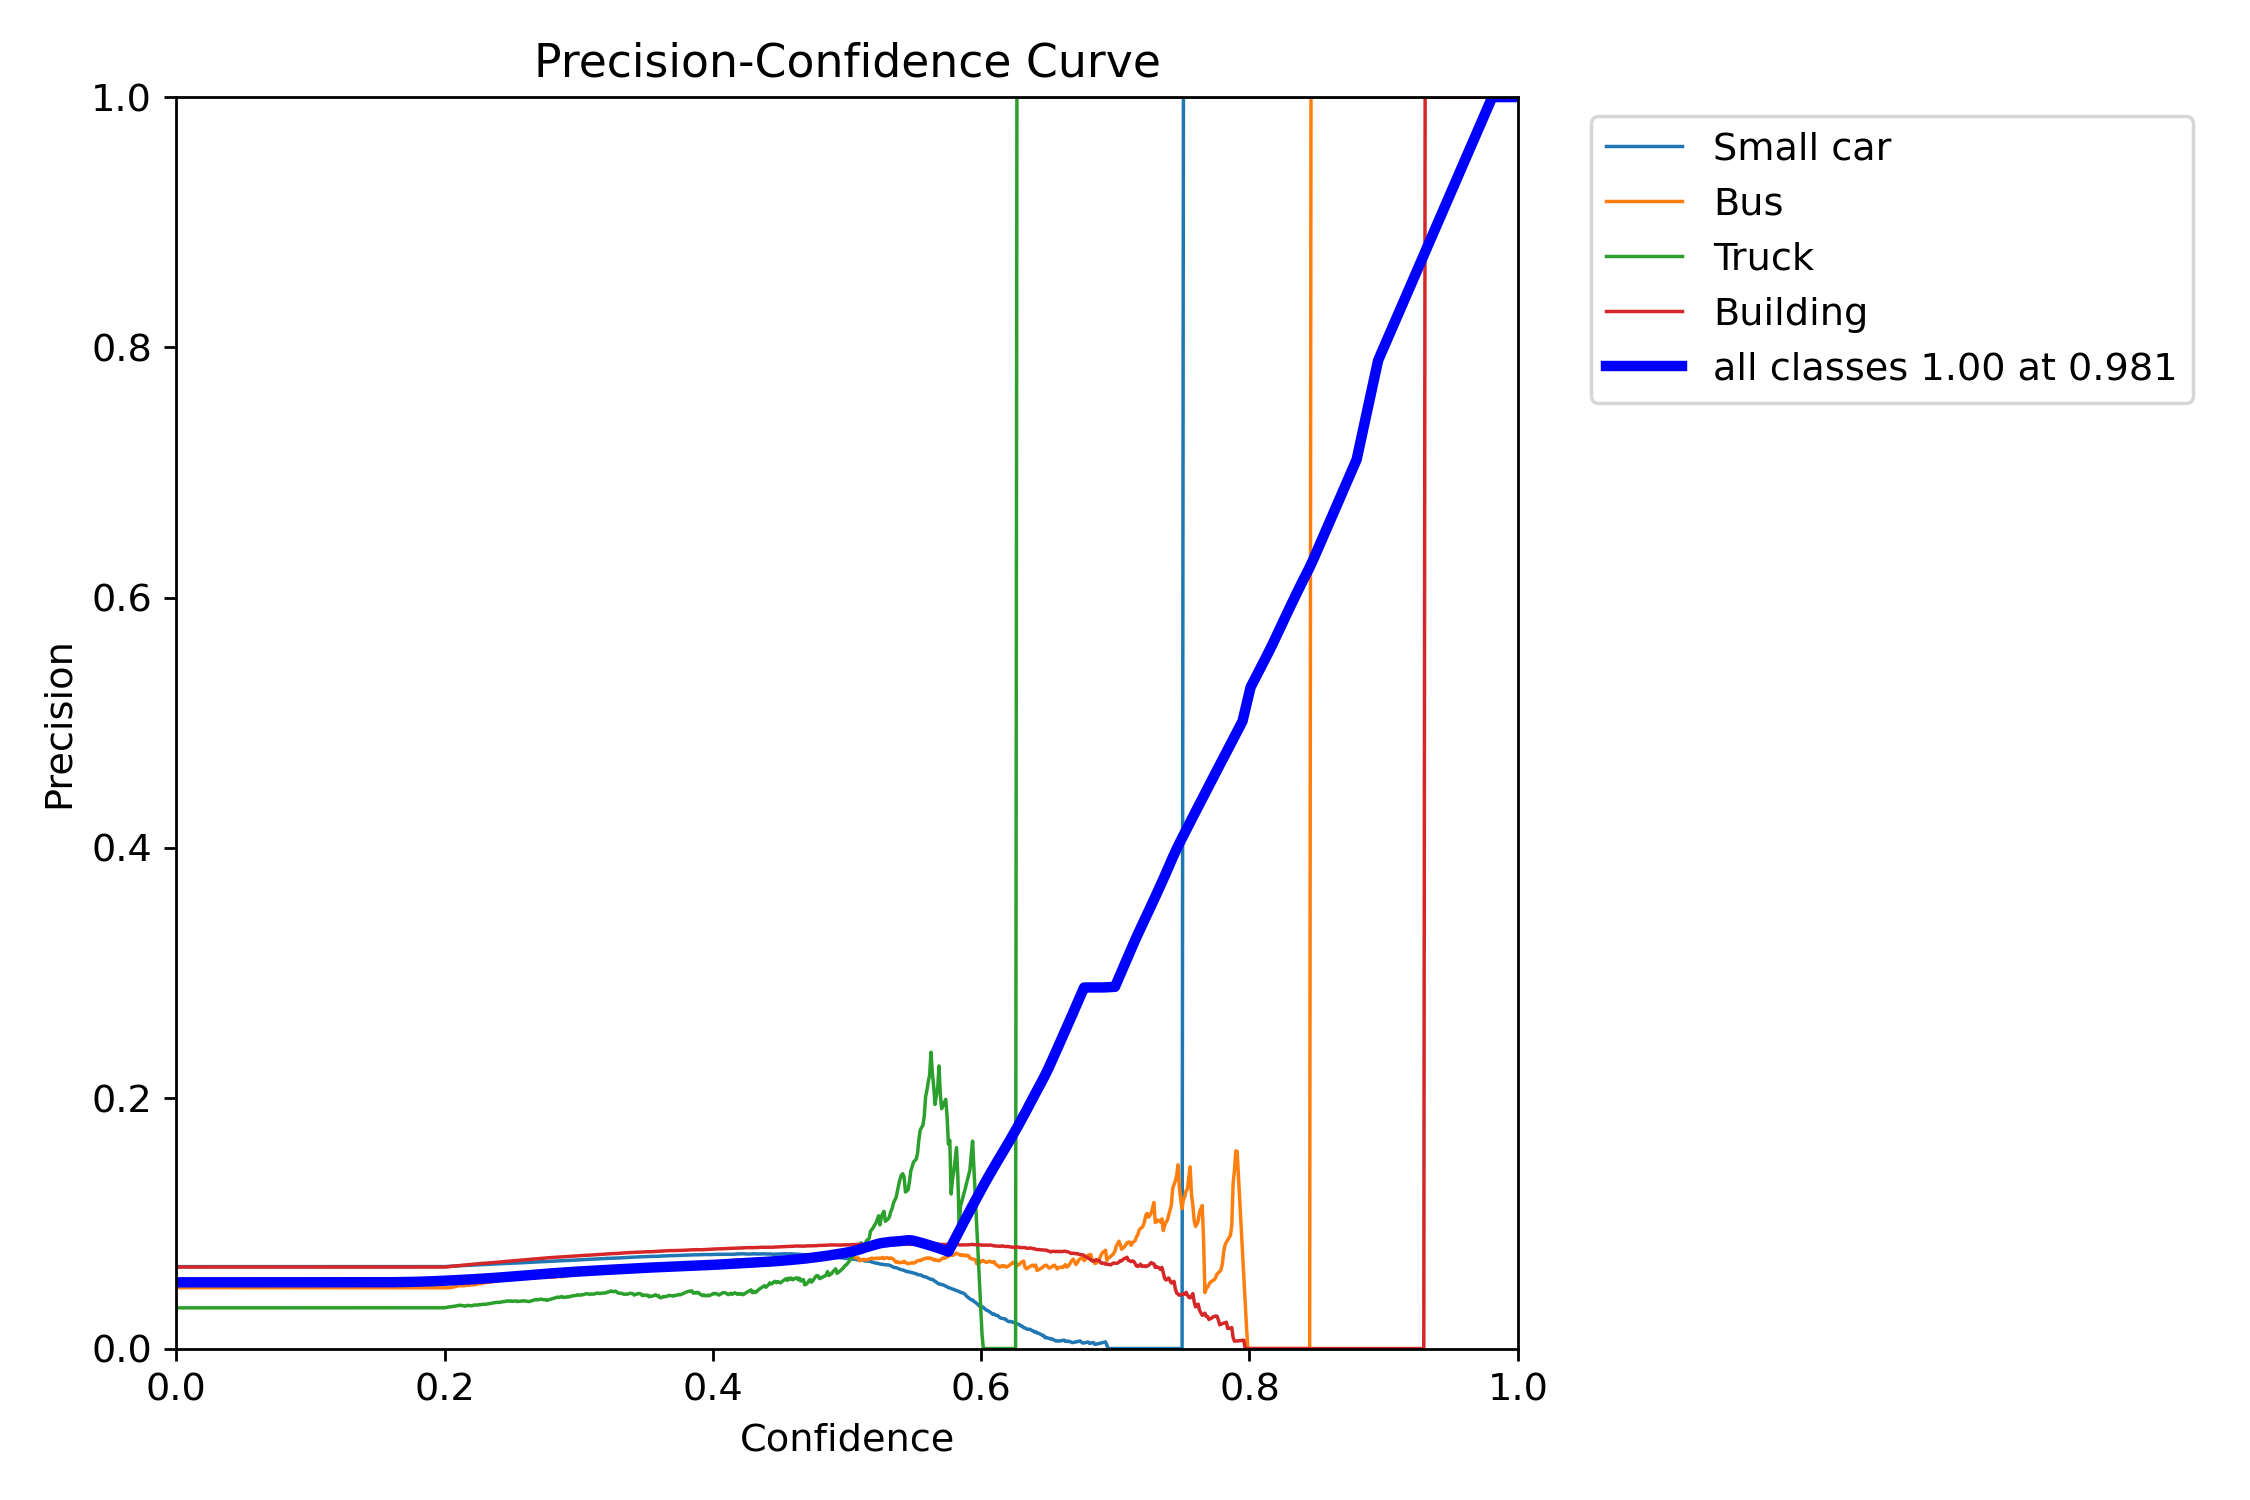 Precision-Confidence Curve
1.0
0.8
0.6
0.4
0.2
0.0
Precision
0.0 0.2 0.4 0.6 0.8 1.0
Confidence
Small car
Bus
Truck
Building
all classes 1.00 at 0.981